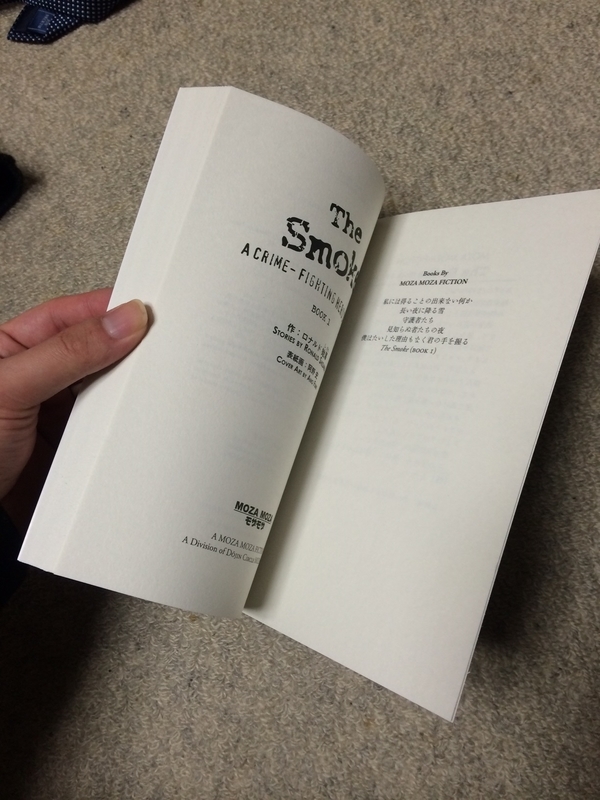 The
A CRIME-FIGHTING
BOOK 1
作：ロナルド
STORIES BY RONALD
表紙画：
COVER ART BY
MOZA MOZA
モザモザ
A MOZA MOZA
A Division of Dōjin
Books By
MOZA MOZA FICTION
私には得ることの出来ない何か
長い夜に降る雪
守護者たち
見知らぬ者たちの夜
僕はたいした理由もなく君の手を握る
The Smoke (BOOK 1)